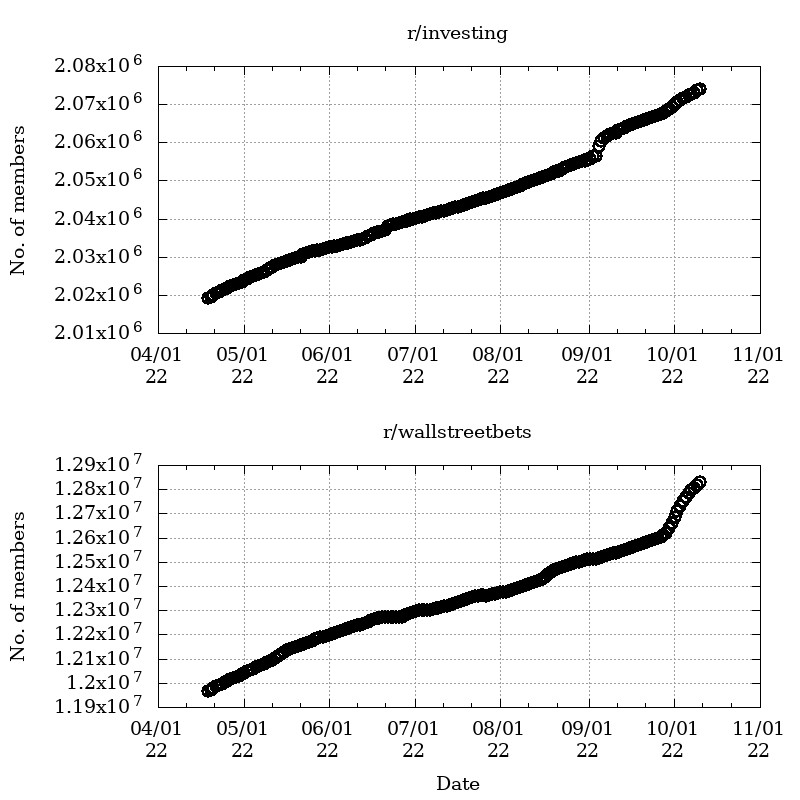 r/investing
No. of members
2.08x10^6
2.07x10^6
2.06x10^6
2.05x10^6
2.04x10^6
2.03x10^6
2.02x10^6
2.01x10^6
04/01 05/01 06/01 07/01 08/01 09/01 10/01 11/01
22 22 22 22 22 22 22 22
r/wallstreetbets
No. of members
1.29x10^7
1.28x10^7
1.27x10^7
1.26x10^7
1.25x10^7
1.24x10^7
1.23x10^7
1.22x10^7
1.21x10^7
1.2x10^7
1.19x10^7
04/01 05/01 06/01 07/01 08/01 09/01 10/01 11/01
22 22 22 22 22 22 22 22
Date